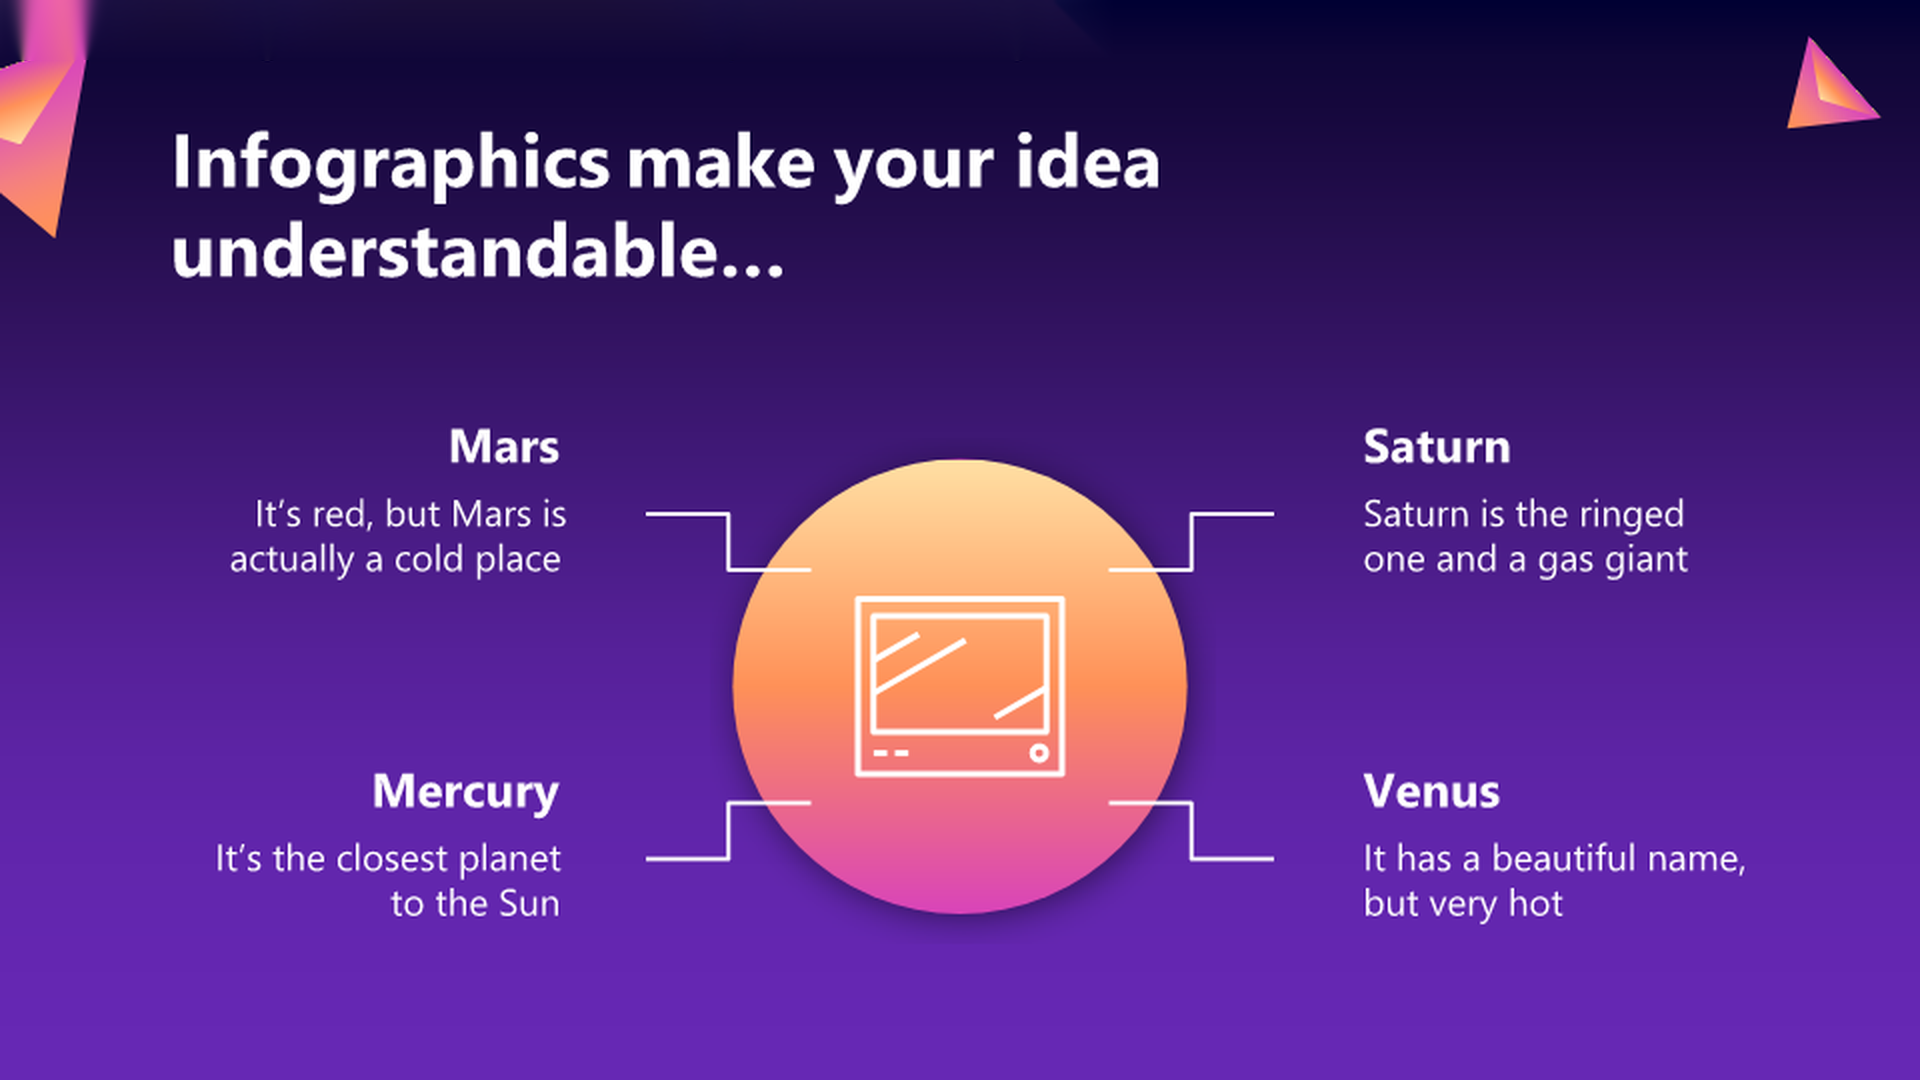 Infographics make your idea
understandable...
Mars
It’s red, but Mars is
actually a cold place
Saturn
Saturn is the ringed
one and a gas giant
Mercury
It’s the closest planet
to the Sun
Venus
It has a beautiful name,
but very hot